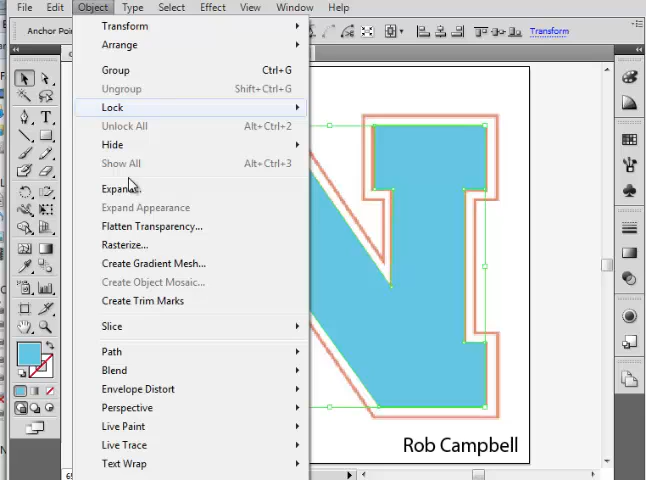 File Edit Object Type Select Effect View Window Help
Anchor Poi
Transform
Transform
Arrange
Group Ctrl+G
Ungroup Shift+Ctrl+G
Lock
Unlock All Alt+Ctrl+2
Hide
Show All Alt+Ctrl+3
Expand...
Expand Appearance
Flatten Transparency...
Rasterize...
Create Gradient Mesh...
Create Object Mosaic...
Create Trim Marks
Slice
Path
Blend
Envelope Distort
Perspective
Live Paint
Live Trace
Text Wrap
N
Rob Campbell